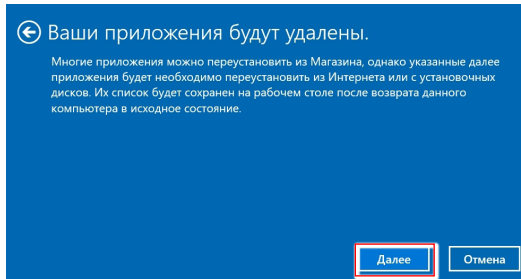 Ваши приложения будут удалены.
Многие приложения можно переустановить из Магазина, однако указанные далее
приложения будет необходимо переустановить из Интернета или с установочных
дисков. Их список будет сохранен на рабочем столе после возврата данного
компьютера в исходное состояние.
Далее
Отмена